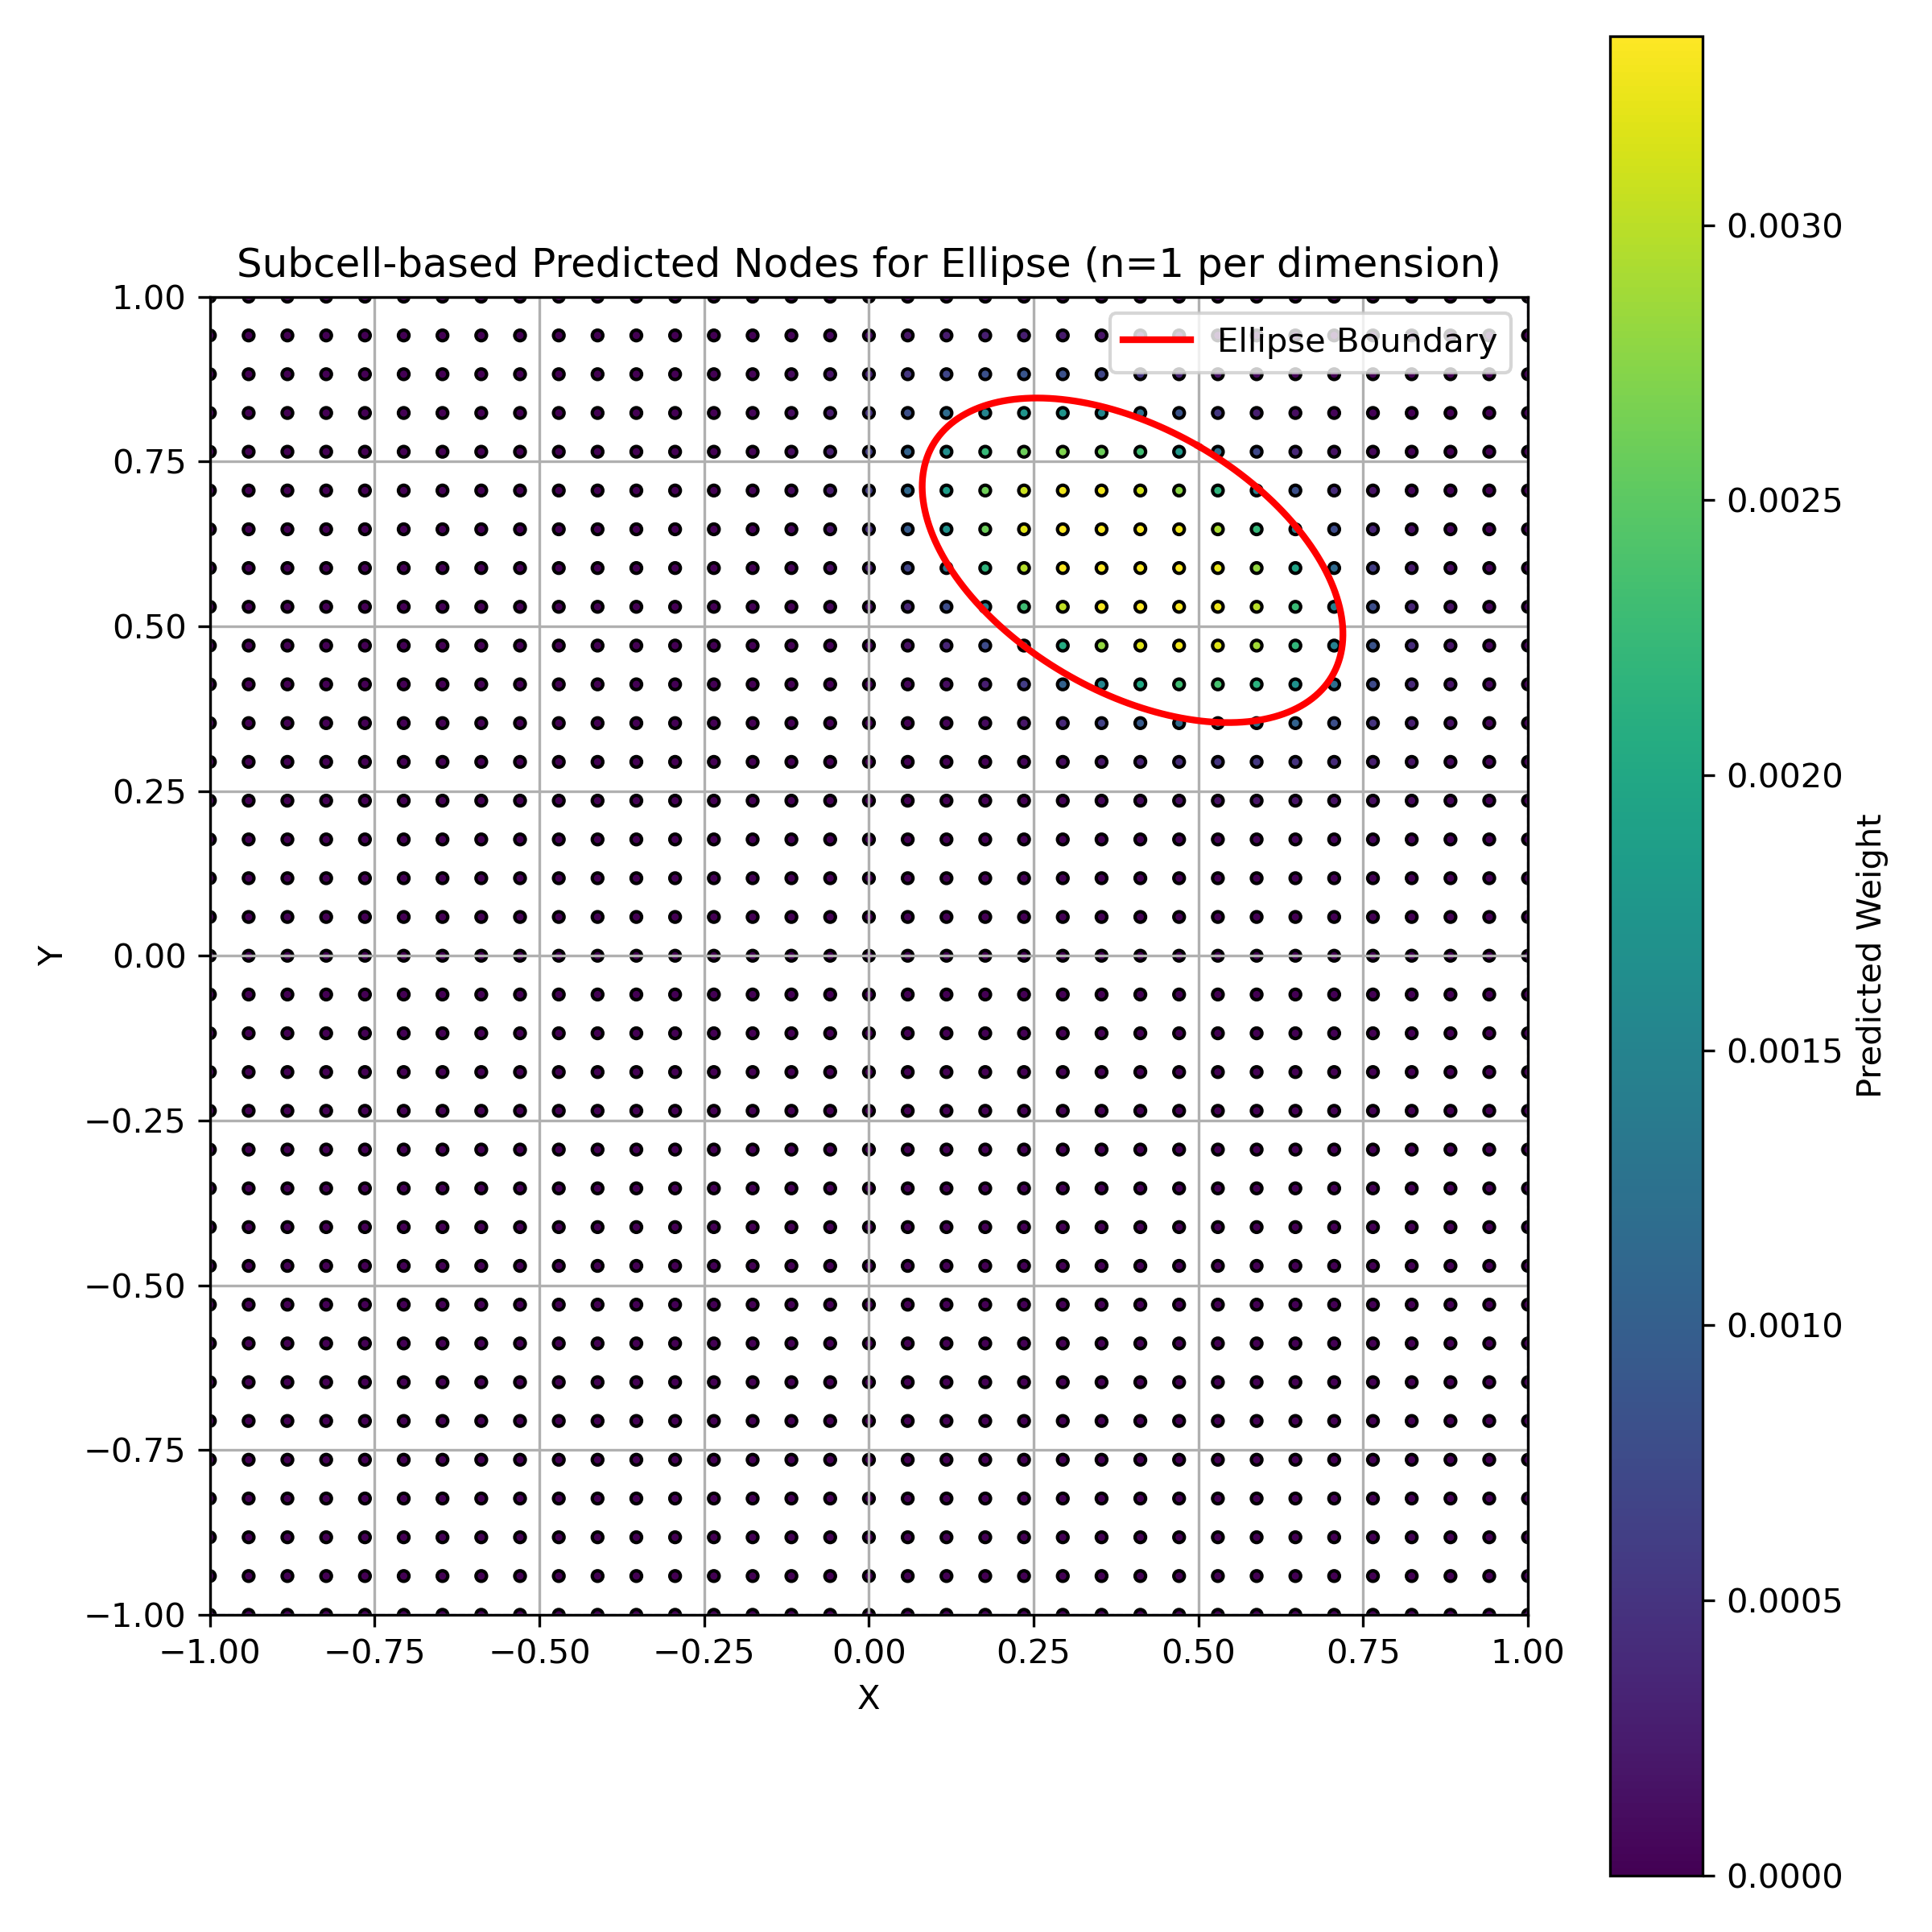 Subcell-based Predicted Nodes for Ellipse (n=1 per dimension)
Ellipse Boundary
1.00
0.75
0.50
0.25
0.00
−0.25
−0.50
−0.75
−1.00
Y
−1.00 −0.75 −0.50 −0.25 0.00 0.25 0.50 0.75 1.00
X
0.0030
0.0025
0.0020
0.0015
0.0010
0.0005
0.0000
Predicted Weight